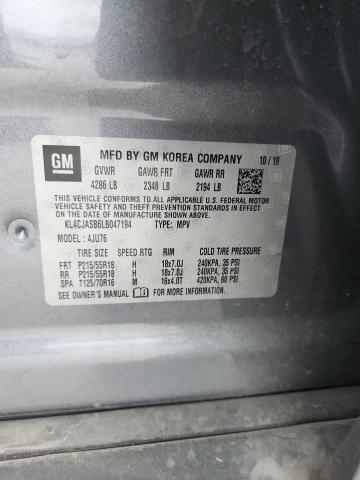 GM
MFD BY GM KOREA COMPANY 10/19
GVWR GAWR FRT GAWR RR
4286 LB 2348 LB 2194 LB
THIS VEHICLE CONFORMS TO ALL APPLICABLE U.S. FEDERAL MOTOR
VEHICLE SAFETY, BUMPER, AND THEFT PREVENTION STANDARDS IN
EFFECT ON THE DATE OF MANUFACTURE SHOWN ABOVE.
KL4CJASB6LB047194 TYPE: MPV
MODEL: 4JU76
TIRE SIZE SPEED RTG RIM COLD TIRE PRESSURE
FRT P215/55R18 H 18x7.0J 240KPA, 35 PSI
RR P215/55R18 H 18x7.0J 240KPA, 35 PSI
SPA T125/70R16 M 16x4.0T 420KPA, 60 PSI
SEE OWNER'S MANUAL FOR MORE INFORMATION.